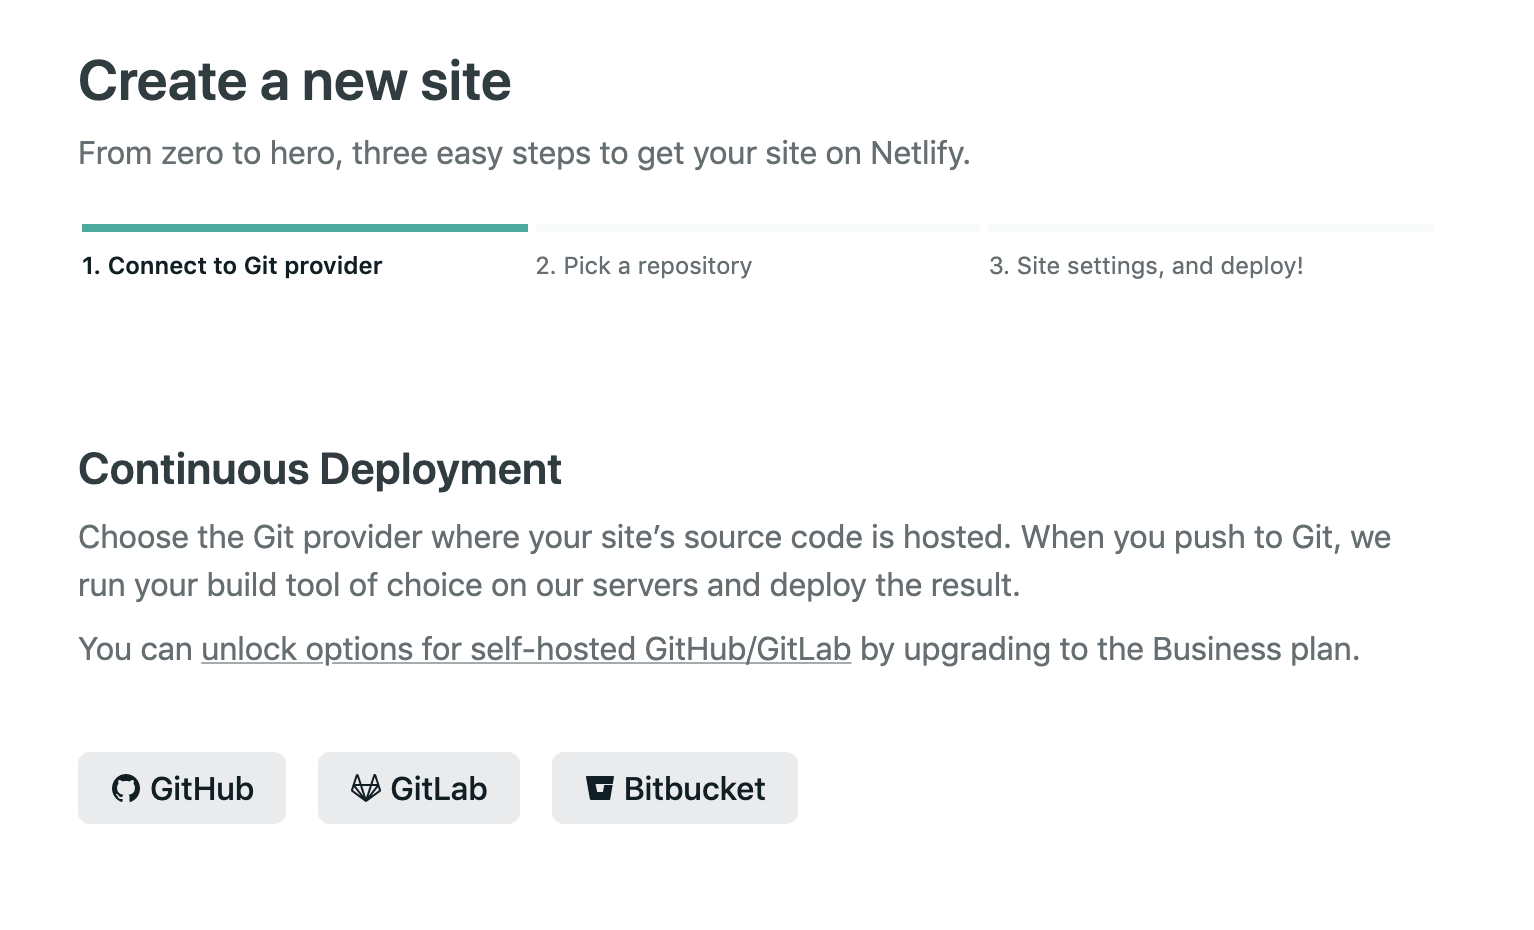 Create a new site
From zero to hero, three easy steps to get your site on Netlify.
1. Connect to Git provider
2. Pick a repository
3. Site settings, and deploy!
Continuous Deployment
Choose the Git provider where your site’s source code is hosted. When you push to Git, we
run your build tool of choice on our servers and deploy the result.
You can unlock options for self-hosted GitHub/GitLab by upgrading to the Business plan.
GitHub
GitLab
Bitbucket